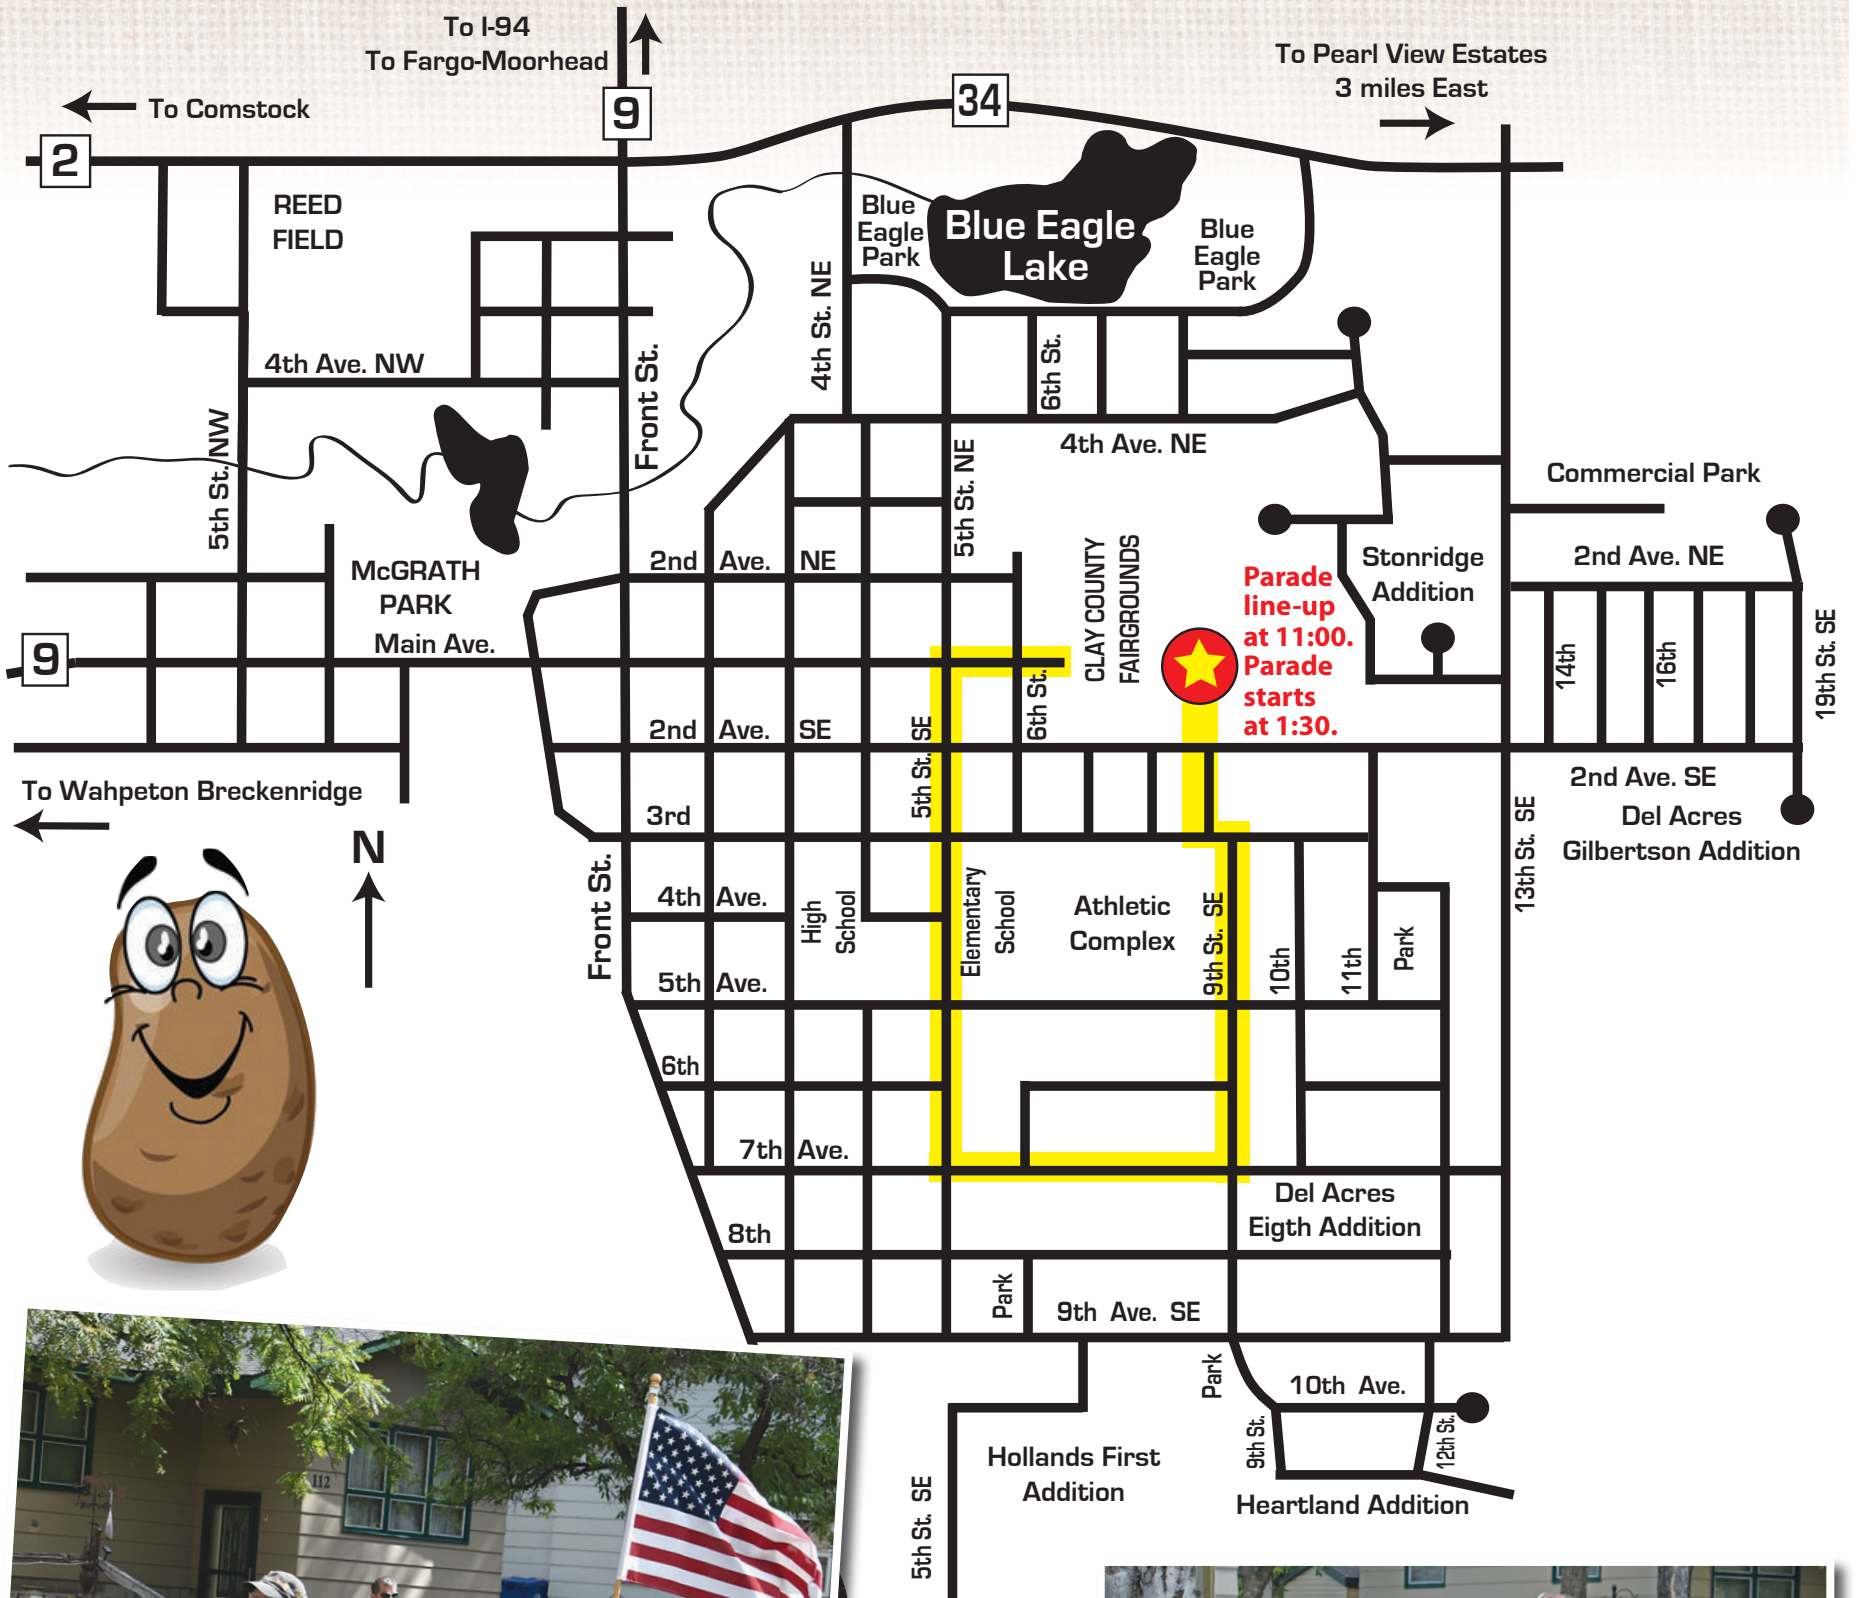 To I-94
To Fargo-Moorhead
To Pearl View Estates
3 miles East
To Comstock
9
34
2
REED
FIELD
Blue
Eagle
Park
Blue Eagle
Lake
Blue
Eagle
Park
4th St. NE
6th St.
4th Ave. NW
Front St.
5th St. NW
4th Ave. NE
5th St. NE
Commercial Park
2nd Ave. NE
CLAY COUNTY
FAIRGROUNDS
Stonridge
Addition
2nd Ave. NE
McGRATH
PARK
Main Ave.
9
Parade
line-up
at 11:00.
Parade
starts
at 1:30.
14th
16th
19th St. SE
6th St.
2nd Ave. SE
5th St. SE
To Wahpeton Breckenridge
2nd Ave. SE
Del Acres
Gilbertson Addition
13th St. SE
3rd
N
Front St.
4th Ave.
High
School
Elementary
School
Athletic
Complex
9th St. SE
10th
11th
Park
5th Ave.
6th
7th Ave.
Del Acres
Eigth Addition
8th
Park
9th Ave. SE
Park
10th Ave.
9th St.
12th St.
Hollands First
Addition
Heartland Addition
5th St. SE
112